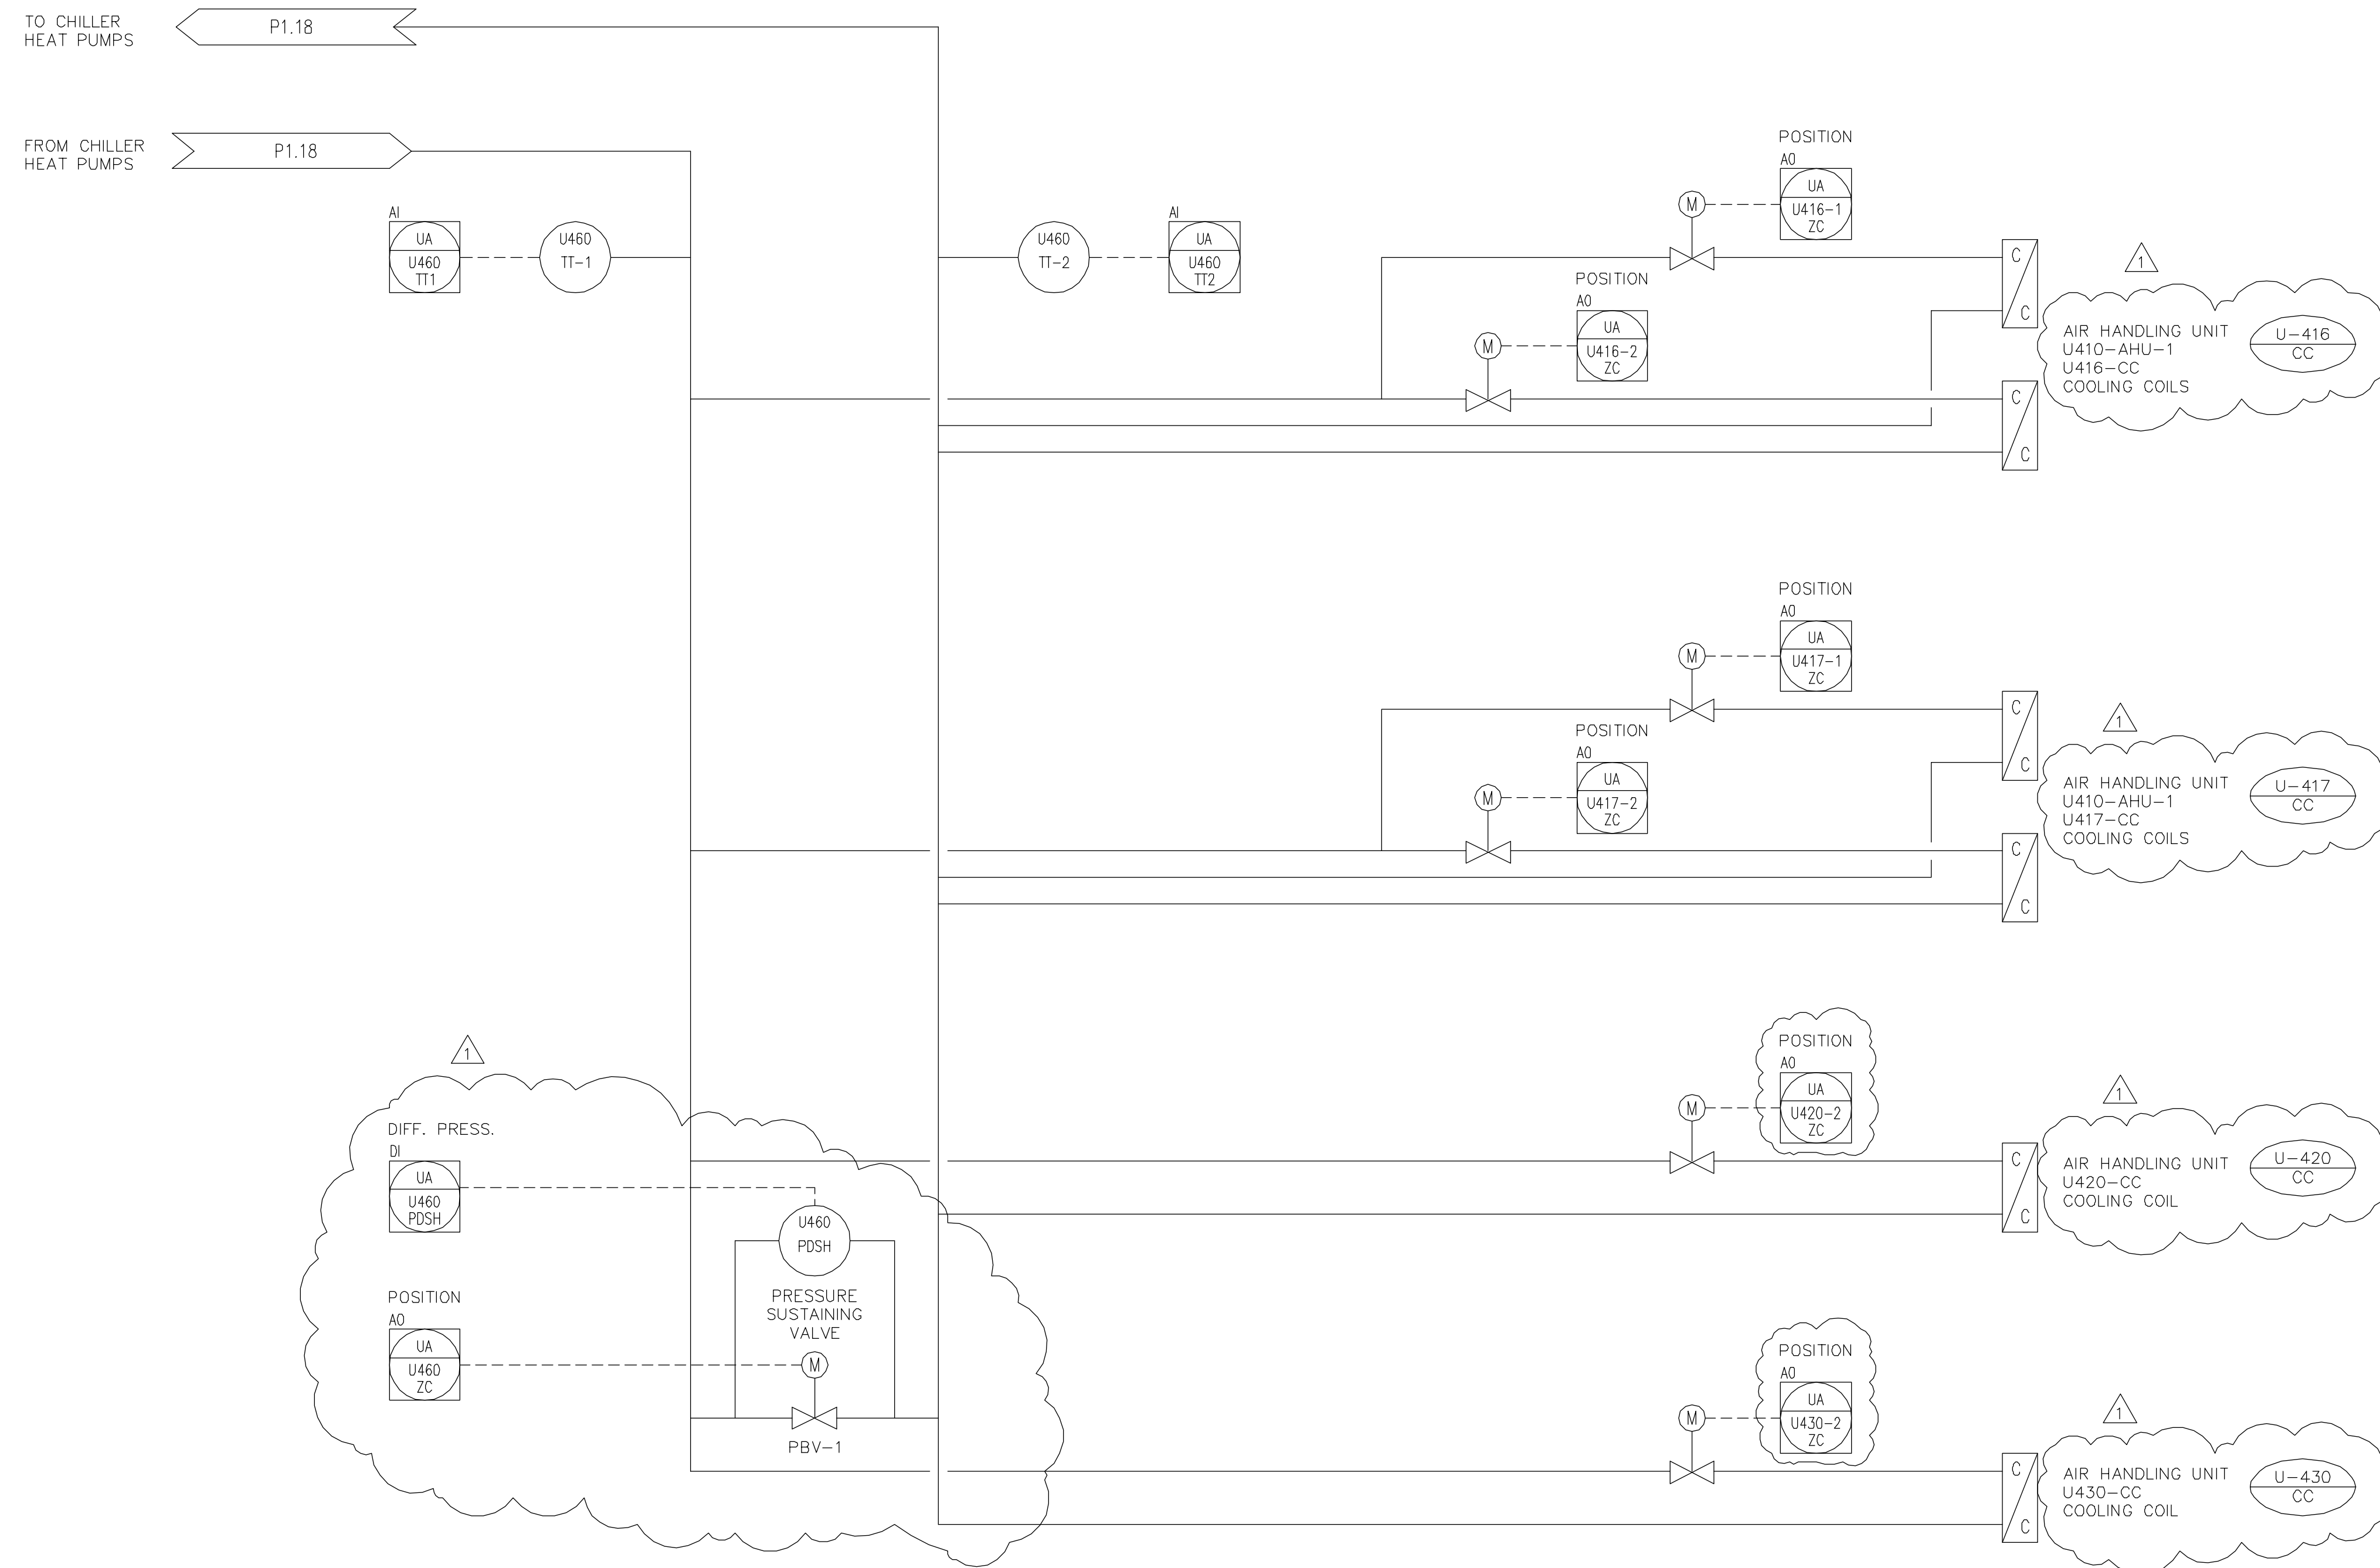 TO CHILLER
HEAT PUMPS
P1.18
FROM CHILLER
HEAT PUMPS
P1.18
AI
UA
U460
TT1
U460
TT-1
U460
TT-2
AI
UA
U460
TT2
POSITION
AO
UA
U416-1
ZC
M
POSITION
AO
UA
U416-2
ZC
M
C
C
C
C
1
AIR HANDLING UNIT
U410-AHU-1
U416-CC
COOLING COILS
U-416
CC
POSITION
AO
UA
U417-1
ZC
M
POSITION
AO
UA
U417-2
ZC
M
C
C
C
C
1
AIR HANDLING UNIT
U410-AHU-1
U417-CC
COOLING COILS
U-417
CC
POSITION
AO
UA
U420-2
ZC
M
C
C
1
AIR HANDLING UNIT
U420-CC
COOLING COIL
U-420
CC
1
DIFF. PRESS.
DI
UA
U460
PDSH
U460
PDSH
PRESSURE
SUSTAINING
VALVE
POSITION
AO
UA
U460
ZC
M
PBV-1
POSITION
AO
UA
U430-2
ZC
M
C
C
1
AIR HANDLING UNIT
U430-CC
COOLING COIL
U-430
CC